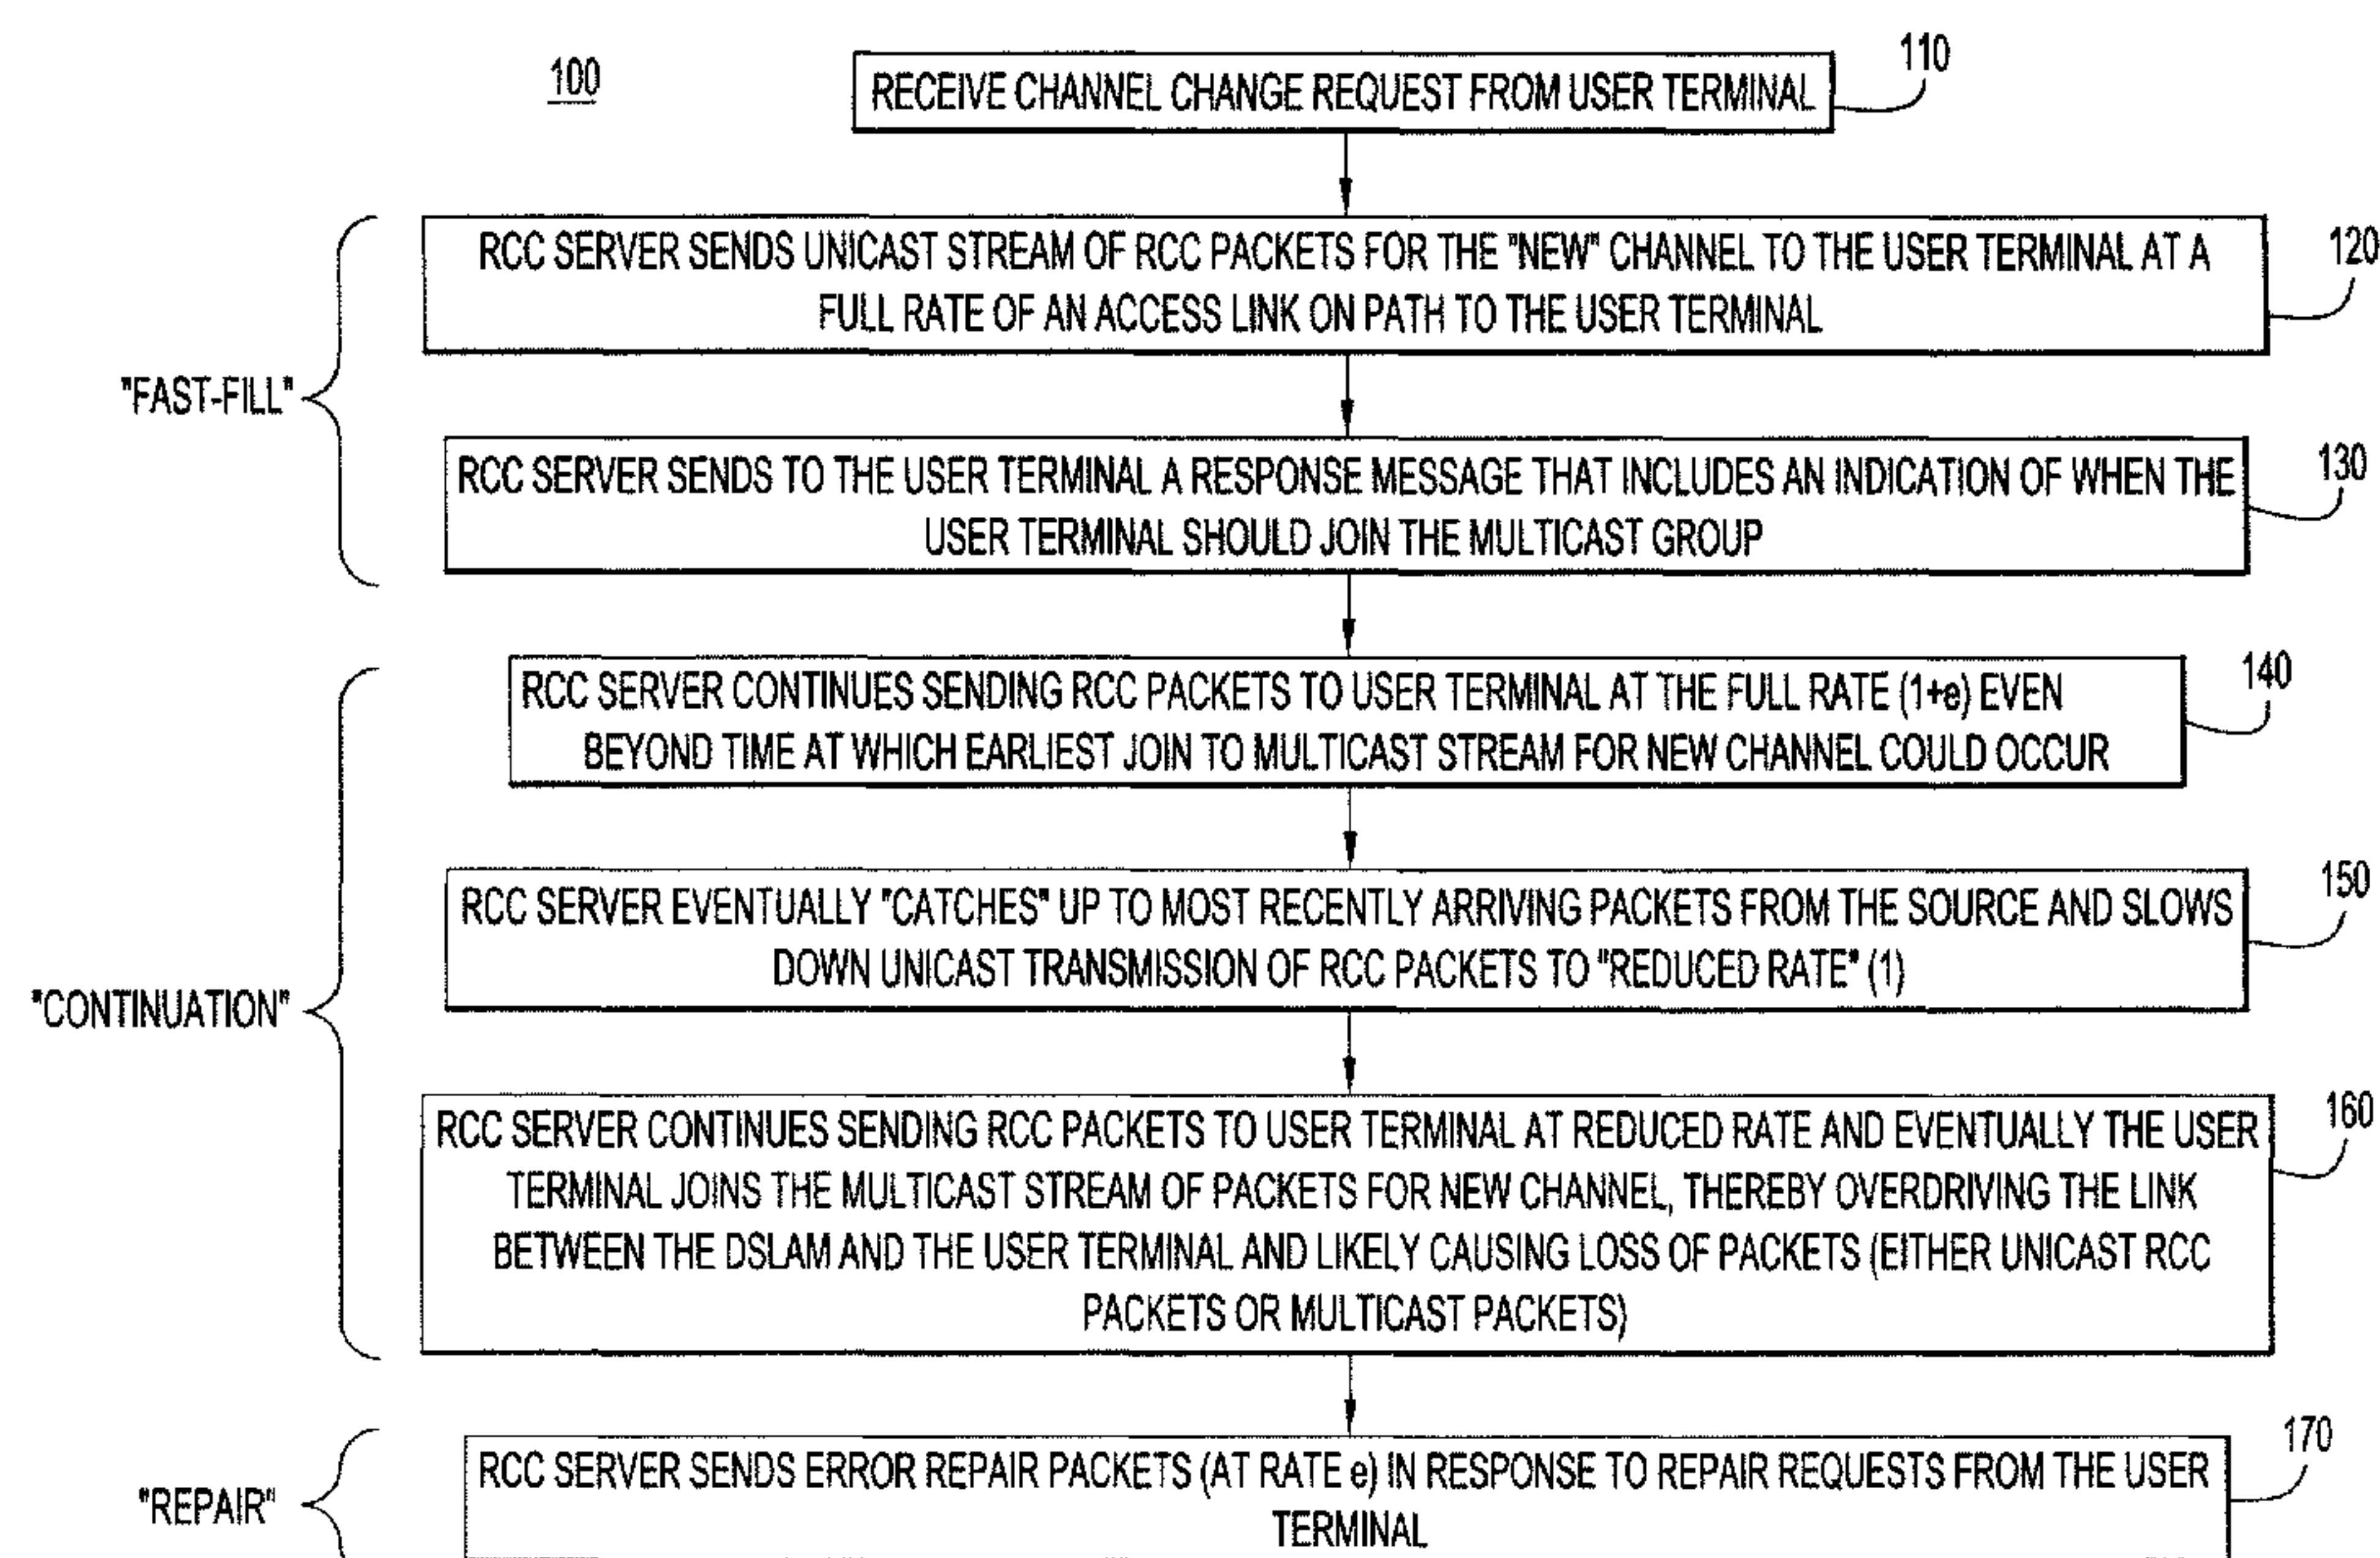 100
RECEIVE CHANNEL CHANGE REQUEST FROM USER TERMINAL
110
RCC SERVER SENDS UNICAST STREAM OF RCC PACKETS FOR THE "NEW" CHANNEL TO THE USER TERMINAL AT A
FULL RATE OF AN ACCESS LINK ON PATH TO THE USER TERMINAL
120
"FAST-FILL"
RCC SERVER SENDS TO THE USER TERMINAL A RESPONSE MESSAGE THAT INCLUDES AN INDICATION OF WHEN THE
USER TERMINAL SHOULD JOIN THE MULTICAST GROUP
130
RCC SERVER CONTINUES SENDING RCC PACKETS TO USER TERMINAL AT THE FULL RATE (1+e) EVEN
BEYOND TIME AT WHICH EARLIEST JOIN TO MULTICAST STREAM FOR NEW CHANNEL COULD OCCUR
140
RCC SERVER EVENTUALLY "CATCHES" UP TO MOST RECENTLY ARRIVING PACKETS FROM THE SOURCE AND SLOWS
DOWN UNICAST TRANSMISSION OF RCC PACKETS TO "REDUCED RATE" (1)
150
"CONTINUATION"
RCC SERVER CONTINUES SENDING RCC PACKETS TO USER TERMINAL AT REDUCED RATE AND EVENTUALLY THE USER
TERMINAL JOINS THE MULTICAST STREAM OF PACKETS FOR NEW CHANNEL, THEREBY OVERDRIVING THE LINK
BETWEEN THE DSLAM AND THE USER TERMINAL AND LIKELY CAUSING LOSS OF PACKETS (EITHER UNICAST RCC
PACKETS OR MULTICAST PACKETS)
160
"REPAIR"
RCC SERVER SENDS ERROR REPAIR PACKETS (AT RATE e) IN RESPONSE TO REPAIR REQUESTS FROM THE USER
TERMINAL
170